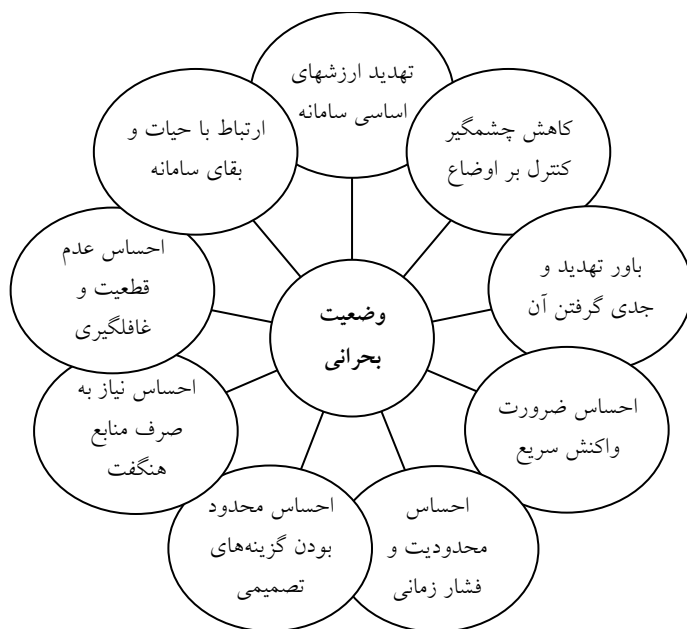 تهدید ارزشهای
اساسی سامانه
کاهش چشمگیر
کنترل بر اوضاع
باور تهدید و
جدی گرفتن آن
احساس ضرورت
واکنش سریع
احساس
محدودیت و
فشار زمانی
احساس محدود
بودن گزینه‌های
تصمیمی
احساس نیاز به
صرف منابع
هنگفت
احساس عدم
قطعیت و
غافلگیری
ارتباط با حیات و
بقای سامانه
وضعیت
بحرانی